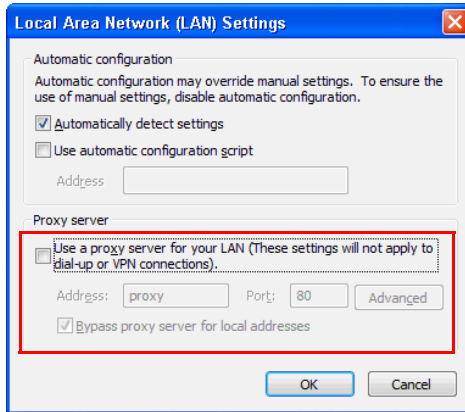 Local Area Network (LAN) Settings
Automatic configuration
Automatic configuration may override manual settings.  To ensure the
use of manual settings, disable automatic configuration.
Automatically detect settings
Use automatic configuration script
Address
Proxy server
Use a proxy server for your LAN (These settings will not apply to
dial-up or VPN connections).
Address: proxy Port: 80 Advanced
Bypass proxy server for local addresses
OK Cancel